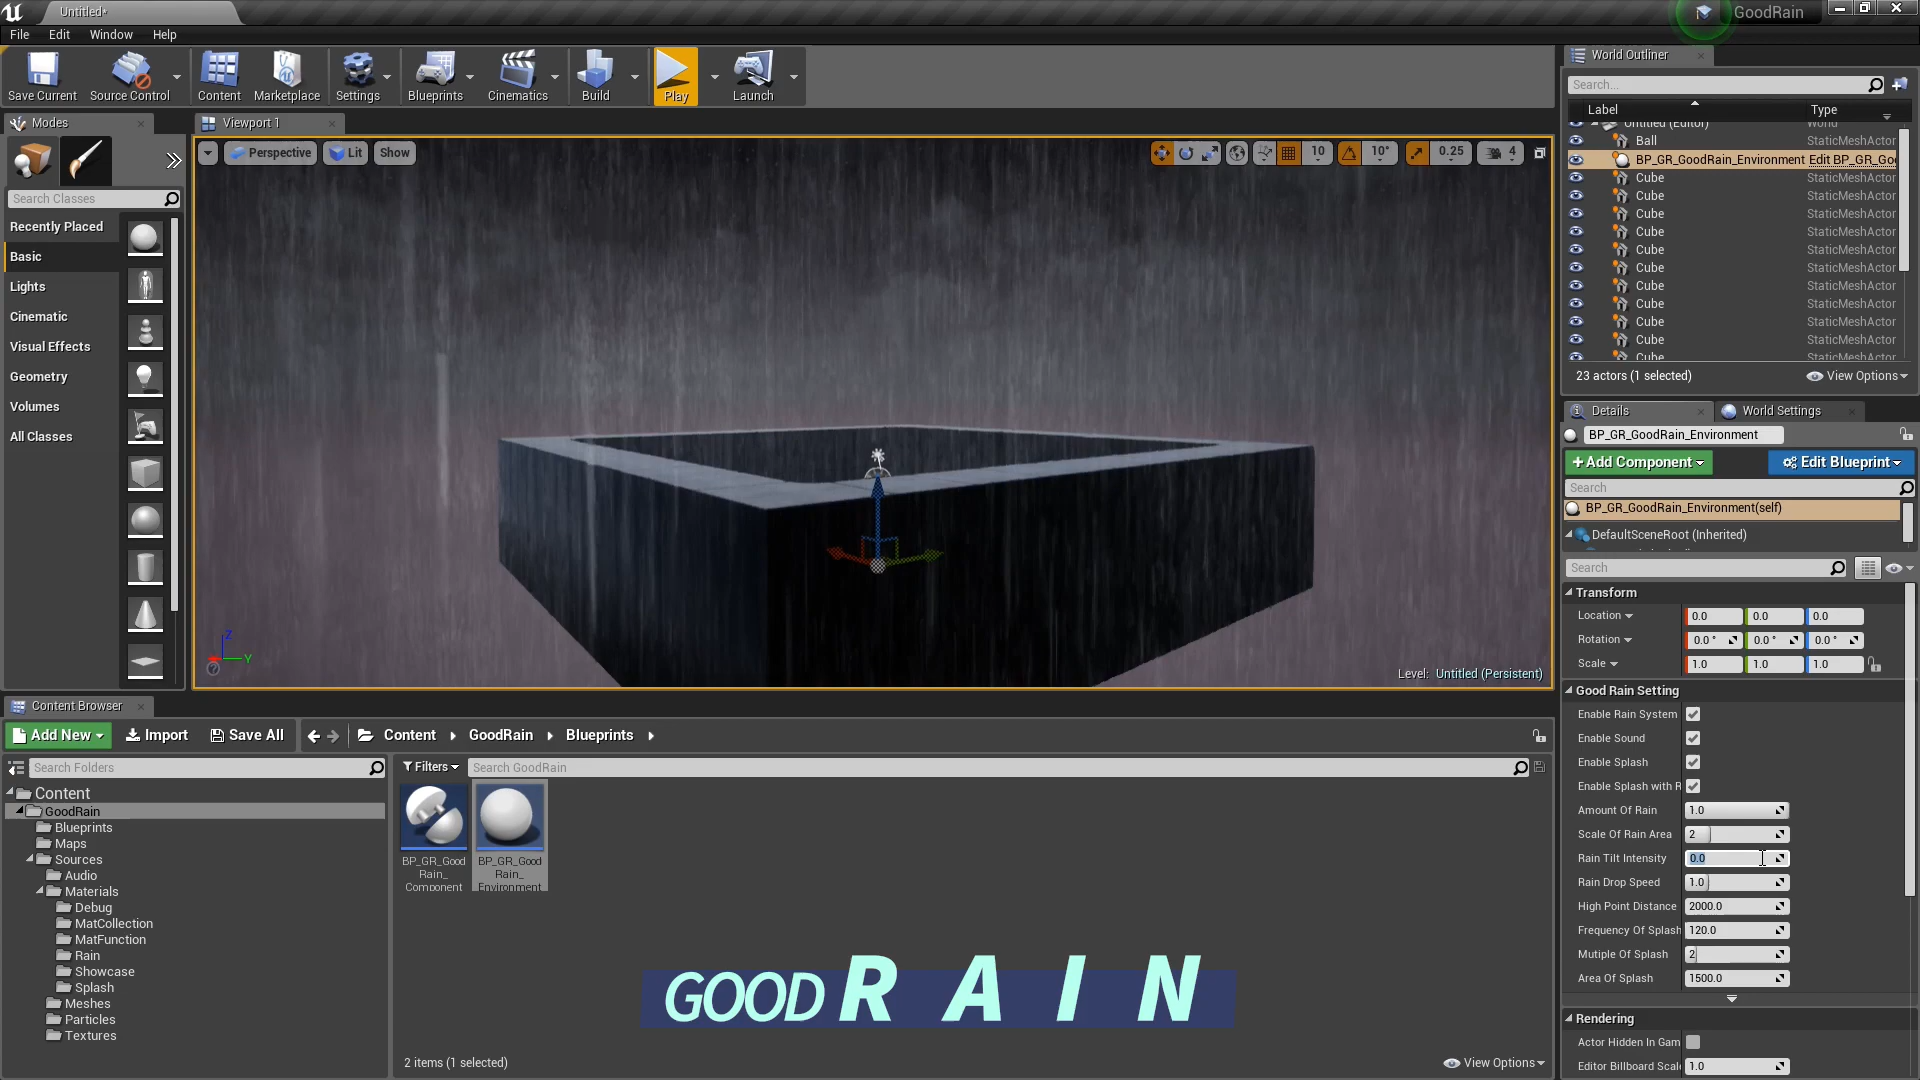 Untitled*
GoodRain
File Edit Window Help
Save Current Source Control Content Marketplace Settings Blueprints Cinematics Build Play Launch
Modes
Search Classes
Recently Placed
Basic
Lights
Cinematic
Visual Effects
Geometry
Volumes
All Classes
Viewport 1
Perspective Lit Show
10 10° 0.25 4
Z
Y
Level: Untitled (Persistent)
World Outliner
Search...
Label Type
Untitled (Editor) World
Ball StaticMeshActor
BP_GR_GoodRain_Environment Edit BP_GR_Goo
Cube StaticMeshActor
Cube StaticMeshActor
Cube StaticMeshActor
Cube StaticMeshActor
Cube StaticMeshActor
Cube StaticMeshActor
Cube StaticMeshActor
Cube StaticMeshActor
Cube StaticMeshActor
Cube StaticMeshActor
Cube StaticMeshActor
23 actors (1 selected) View Options
Details World Settings
BP_GR_GoodRain_Environment
+Add Component Edit Blueprint
Search
BP_GR_GoodRain_Environment(self)
DefaultSceneRoot (Inherited)
Search
Transform
Location 0.0 0.0 0.0
Rotation 0.0 ° 0.0 ° 0.0 °
Scale 1.0 1.0 1.0
Good Rain Setting
Enable Rain System
Enable Sound
Enable Splash
Enable Splash with R
Amount Of Rain 1.0
Scale Of Rain Area 2
Rain Tilt Intensity 0.0
Rain Drop Speed 1.0
High Point Distance 2000.0
Frequency Of Splash 120.0
Mutiple Of Splash 2
Area Of Splash 1500.0
Rendering
Actor Hidden In Gam
Editor Billboard Scal 1.0
Content Browser
Add New Import Save All Content GoodRain Blueprints
Search Folders
Filters Search GoodRain
Content
GoodRain
Blueprints
Maps
Sources
Audio
Materials
Debug
MatCollection
MatFunction
Rain
Showcase
Splash
Meshes
Particles
Textures
BP_GR_Good
Rain_
Component
BP_GR_Good
Rain_
Environment
GOOD RAIN
2 items (1 selected) View Options